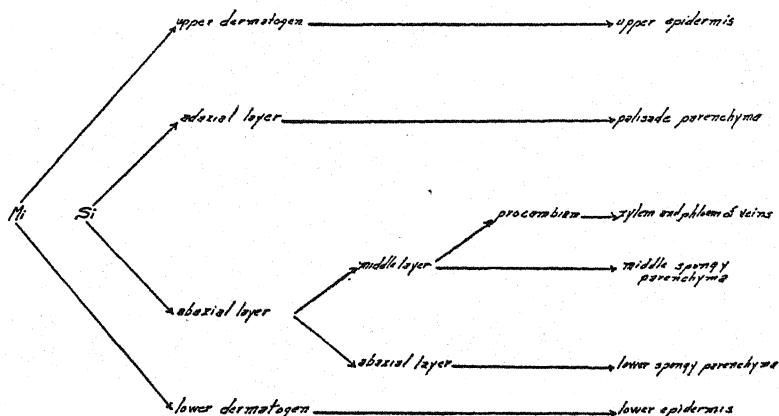 upper dermatogen upper epidermis
adaxial layer palisade parenchyma
procambium xylem and phloem of veins
Mi Si
middle layer middle spongy
parenchyma
abaxial layer
abaxial layer lower spongy parenchyma
lower dermatogen lower epidermis